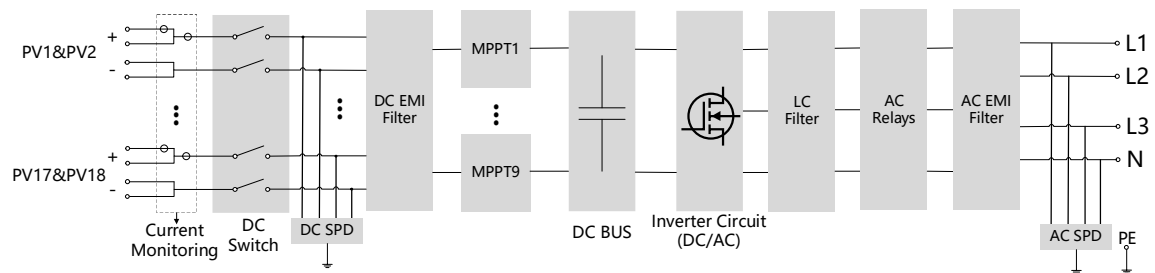 PV1&PV2
+
-
PV17&PV18
+
-
Current
Monitoring
DC
Switch
DC SPD
DC EMI
Filter
MPPT1
MPPT9
DC BUS
Inverter Circuit
(DC/AC)
LC
Filter
AC
Relays
AC EMI
Filter
L1
L2
L3
N
AC SPD
PE